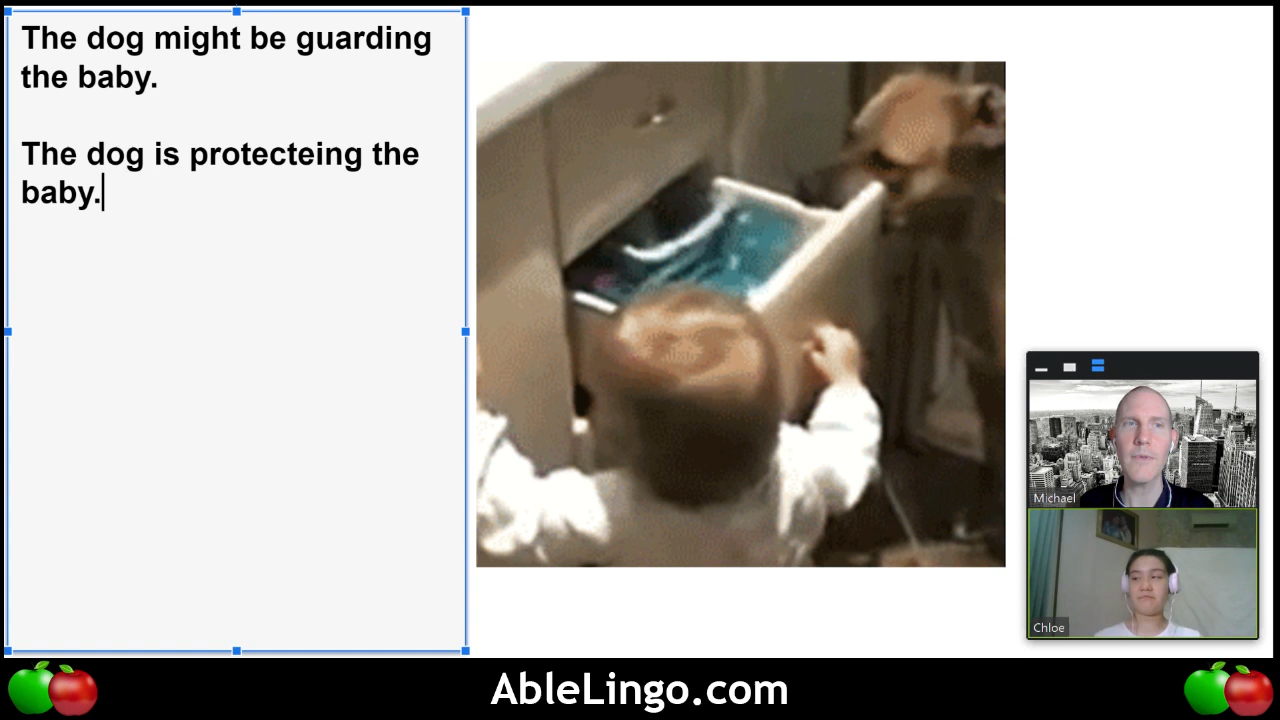 The dog might be guarding
the baby.
The dog is protecteing the
baby.
Michael
Chloe
AbleLingo.com